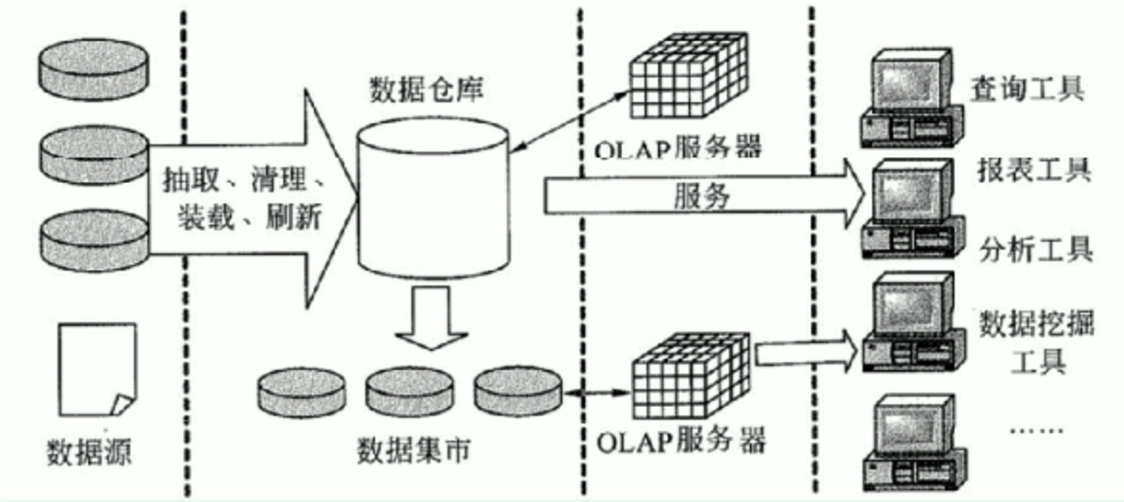 数据仓库
查询工具
OLAP服务器
抽取、清理、
装载、刷新
服务
报表工具
分析工具
数据挖掘
工具
数据源
数据集市
OLAP服务器
……